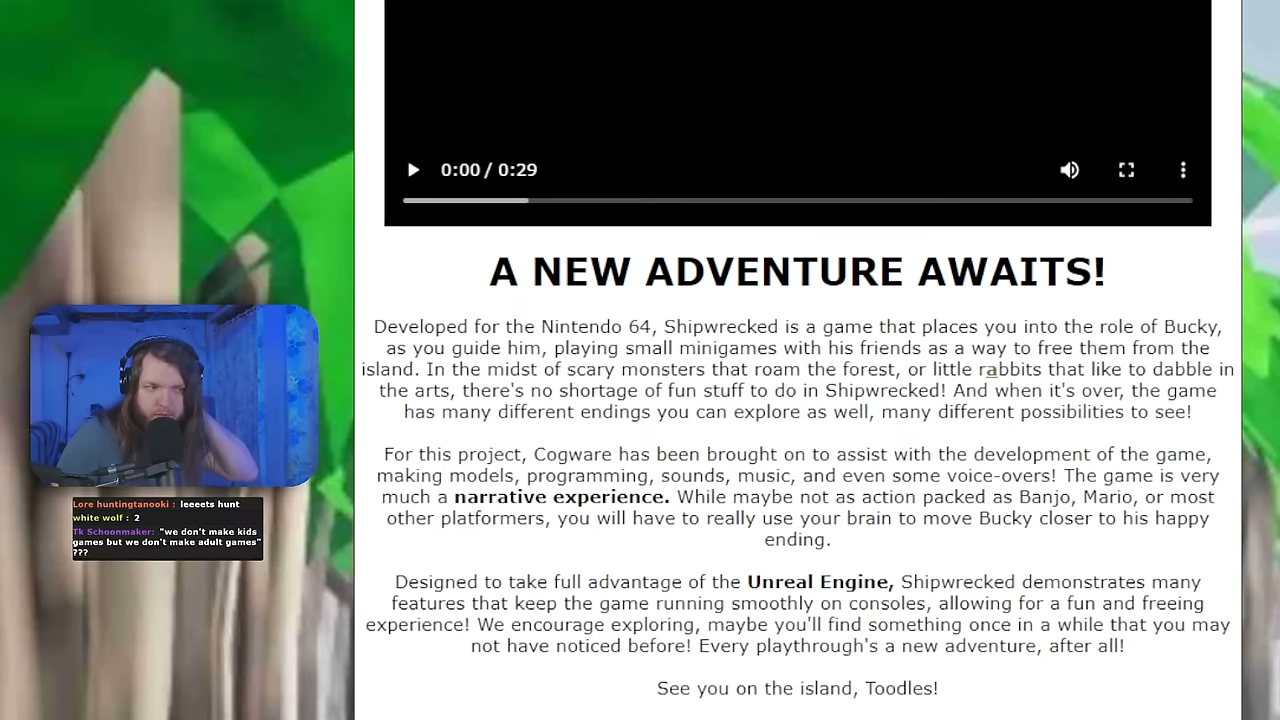 0:00 / 0:29
A NEW ADVENTURE AWAITS!
Developed for the Nintendo 64, Shipwrecked is a game that places you into the role of Bucky,
as you guide him, playing small minigames with his friends as a way to free them from the
island. In the midst of scary monsters that roam the forest, or little rabbits that like to dabble in
the arts, there's no shortage of fun stuff to do in Shipwrecked! And when it's over, the game
has many different endings you can explore as well, many different possibilities to see!
For this project, Cogware has been brought on to assist with the development of the game,
making models, programming, sounds, music, and even some voice-overs! The game is very
much a narrative experience. While maybe not as action packed as Banjo, Mario, or most
other platformers, you will have to really use your brain to move Bucky closer to his happy
ending.
Designed to take full advantage of the Unreal Engine, Shipwrecked demonstrates many
features that keep the game running smoothly on consoles, allowing for a fun and freeing
experience! We encourage exploring, maybe you'll find something once in a while that you may
not have noticed before! Every playthrough's a new adventure, after all!
See you on the island, Toodles!
Lore huntingtanooki : leeeets hunt
white wolf : 2
Tk Schoonmaker: "we don't make kids
games but we don't make adult games"
???